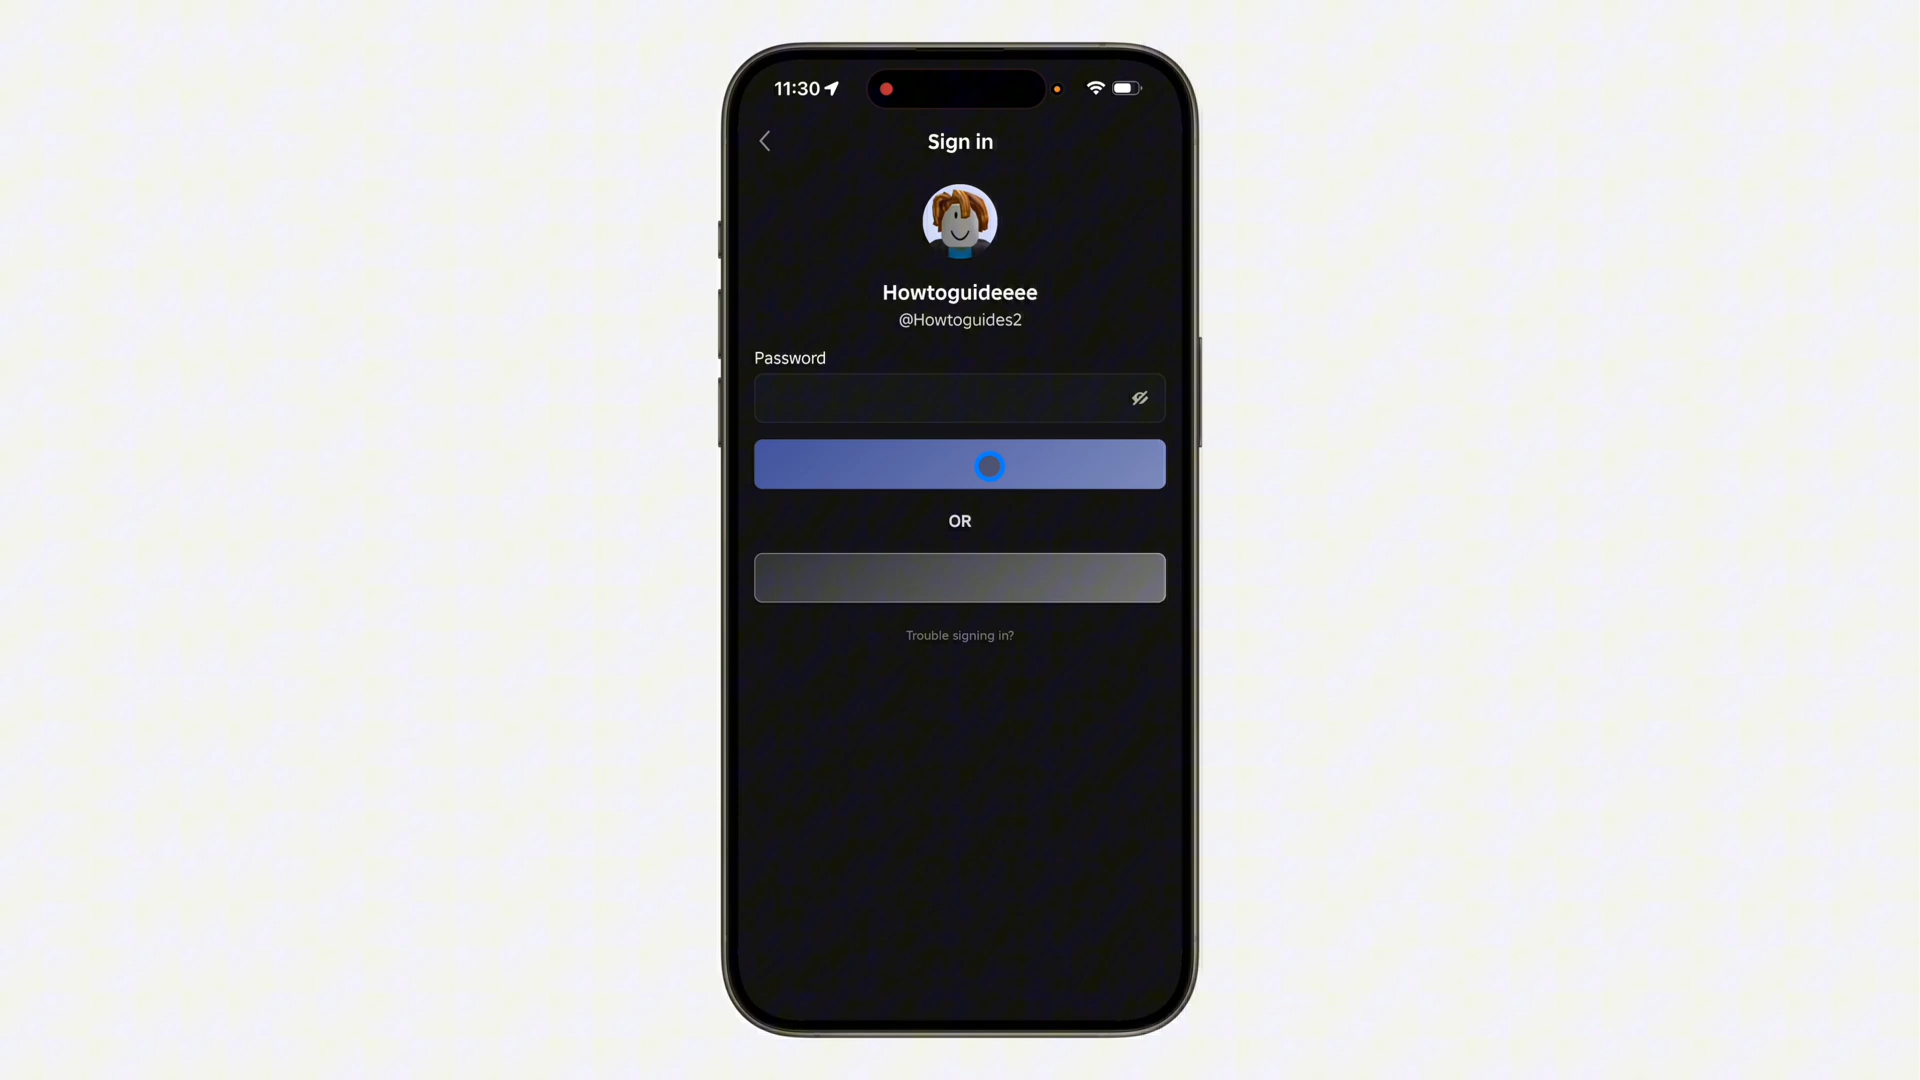 11:30
Sign in
Howtoguideeee
@Howtoguides2
Password
OR
Trouble signing in?